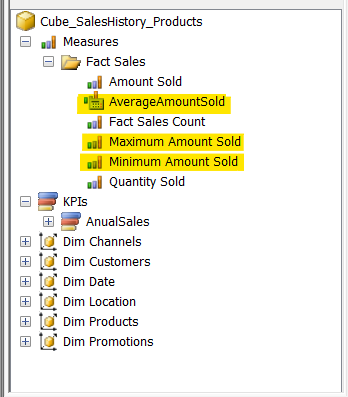 Cube_SalesHistory_Products
Measures
Fact Sales
Amount Sold
AverageAmountSold
Fact Sales Count
Maximum Amount Sold
Minimum Amount Sold
Quantity Sold
KPIs
AnualSales
Dim Channels
Dim Customers
Dim Date
Dim Location
Dim Products
Dim Promotions